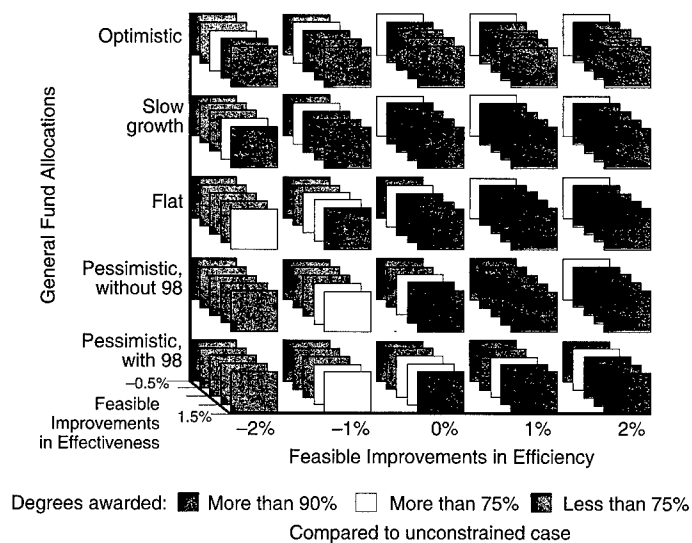 General Fund Allocations
Optimistic
Slow
growth
Flat
Pessimistic,
without 98
Pessimistic,
with 98
−0.5%
Feasible
Improvements
in Effectiveness
1.5%
−2%
−1%
0%
1%
2%
Feasible Improvements in Efficiency
Degrees awarded: More than 90% More than 75% Less than 75%
Compared to unconstrained case